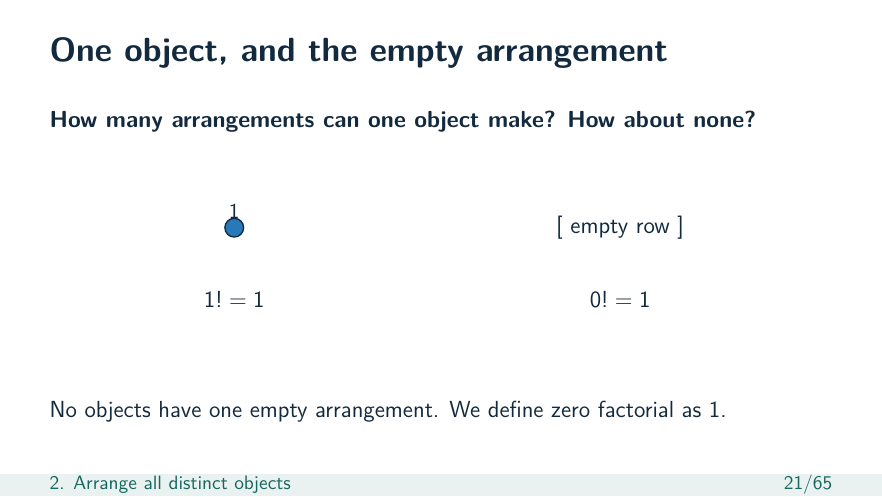 One object, and the empty arrangement
How many arrangements can one object make? How about none?
1
[ empty row ]
1! = 1
0! = 1
No objects have one empty arrangement. We define zero factorial as 1.
2. Arrange all distinct objects
21/65